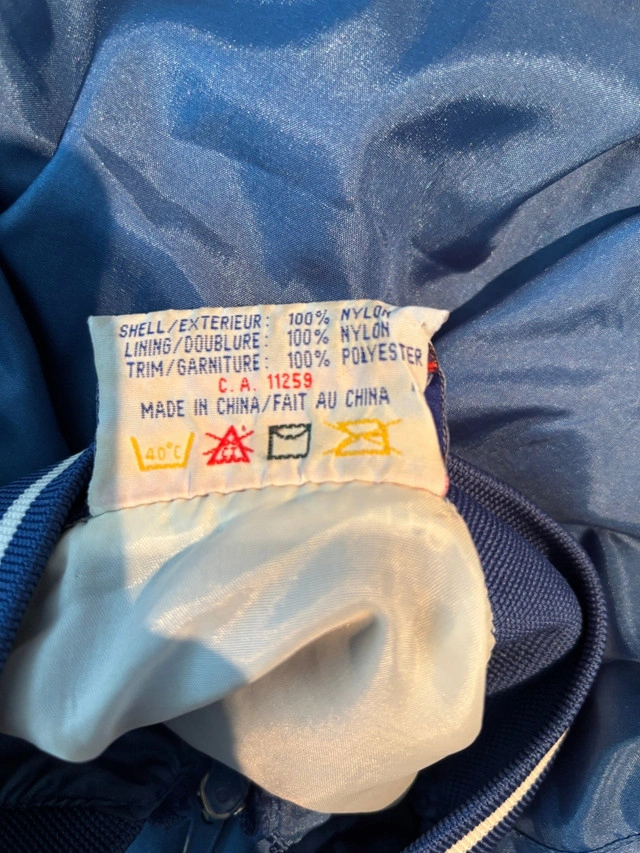 SHELL/EXTERIEUR: 100% NYLON
LINING/DOUBLURE: 100% NYLON
TRIM/GARNITURE: 100% POLYESTER
C. A. 11259
MADE IN CHINA/FAIT AU CHINA
40°C